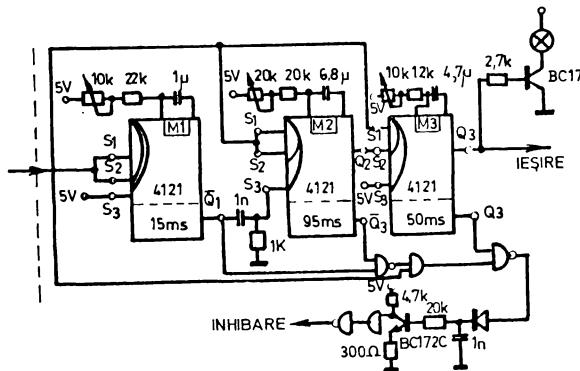 5V 10k 22k 1μ
M1
S1
S2
5V S3
4121
15ms
Q̅1
1n
1K
5V 20k 20k 6,8μ
M2
S1
S2
S3
4121
95ms
Q2
Q̅3
10k 12k 4,7μ
5V
M3
S1
S2
5V S3
4121
50ms
Q3
Q3
2,7k
BC17
IEȘIRE
5V
4,7k
20k
BC172C
300Ω
1n
INHIBARE